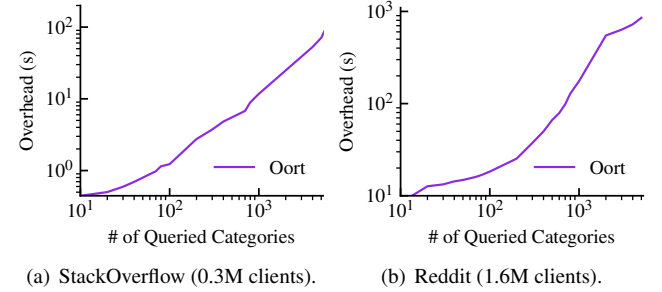 10²
10¹
10⁰
Overhead (s)
Oort
10¹ 10² 10³
# of Queried Categories
(a) StackOverflow (0.3M clients).
10³
10²
10¹
Overhead (s)
Oort
10¹ 10² 10³
# of Queried Categories
(b) Reddit (1.6M clients).